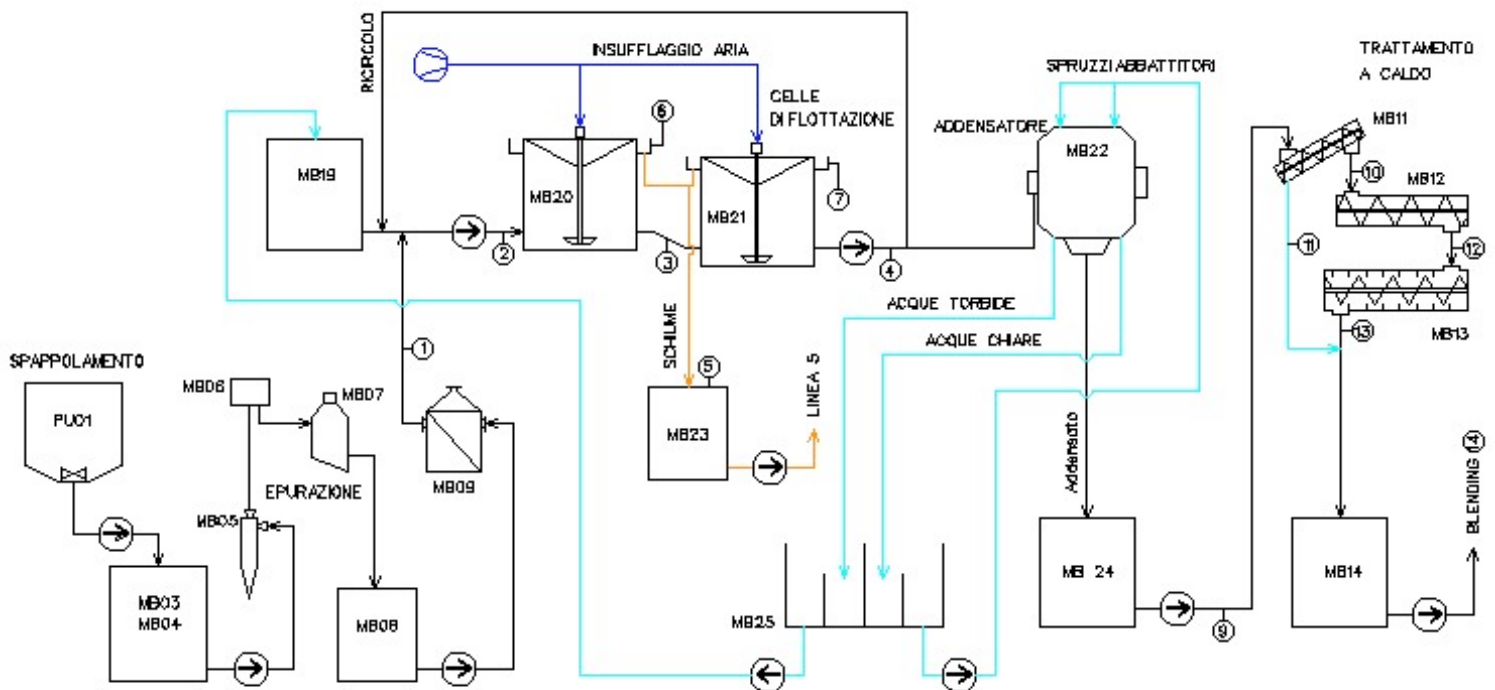 RICIRCOLO
INSUFFLAGGIO ARIA
CELLE
DI FLOTTAZIONE
ADDENSATORE
SPRUZZI ABBATTITORI
TRATTAMENTO
A CALDO
MB11
MB19
MB20
6
MB21
7
MB22
10
MB12
11
12
MB13
13
2
3
4
ACQUE TORBIDE
ACQUE CHIARE
SCHIUME
5
MB23
LINEA 5
1
SPAPPOLAMENTO
PU01
MB06
MB07
EPURAZIONE
MB09
MB05
MB03
MB04
MB08
MB25
Addensato
MB 24
9
MB14
BLENDING 14